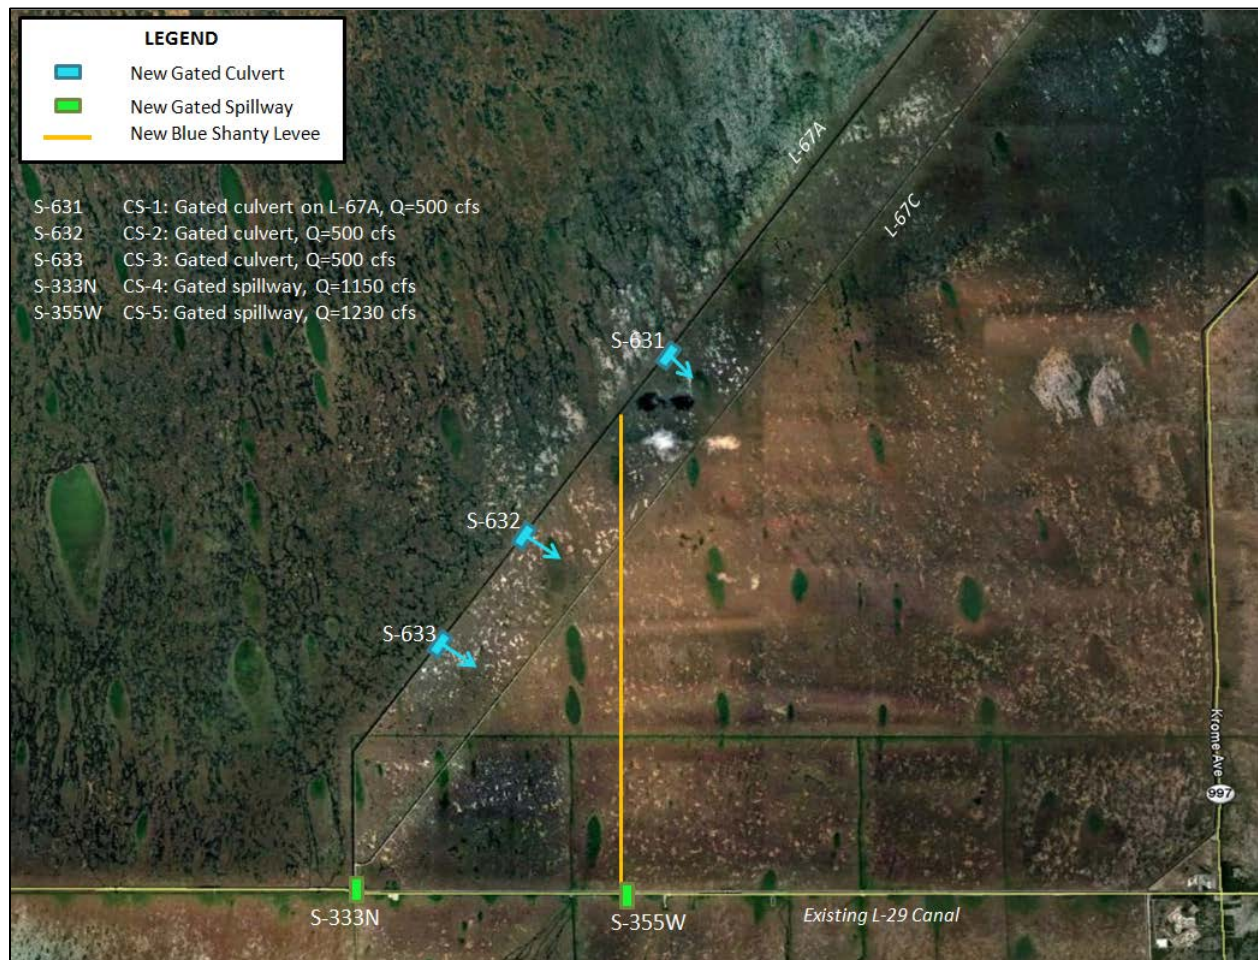 LEGEND
New Gated Culvert
New Gated Spillway
New Blue Shanty Levee
S-631 CS-1: Gated culvert on L-67A, Q=500 cfs
S-632 CS-2: Gated culvert, Q=500 cfs
S-633 CS-3: Gated culvert, Q=500 cfs
S-333N CS-4: Gated spillway, Q=1150 cfs
S-355W CS-5: Gated spillway, Q=1230 cfs
L-67A
L-67C
S-631
S-632
S-633
Krome Ave
997
S-333N
S-355W
Existing L-29 Canal